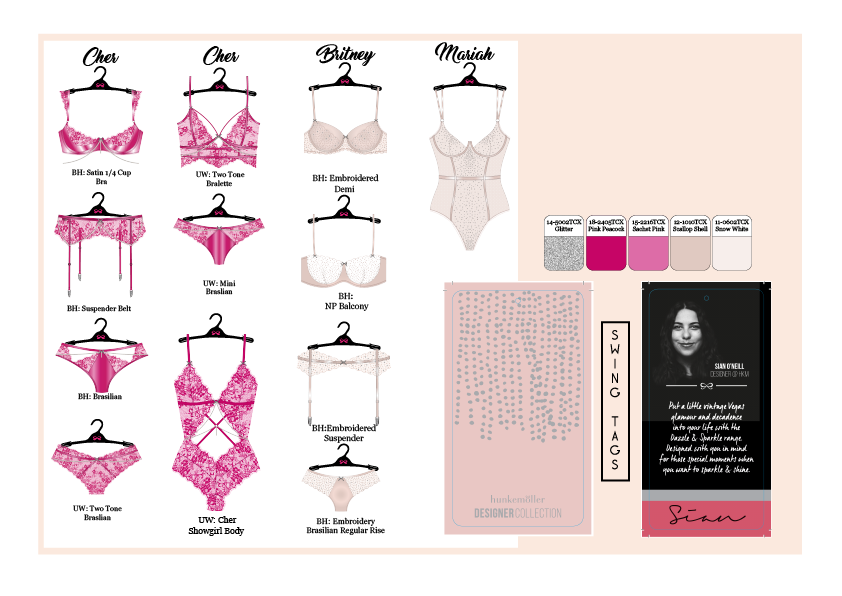 Cher
Cher
Britney
Mariah
BH: Satin 1/4 Cup
Bra
UW: Two Tone
Bralette
BH: Embroidered
Demi
BH: Suspender Belt
UW: Mini
Braslian
BH:
NP Balcony
BH: Brasilian
UW: Two Tone
Braslian
UW: Cher
Showgirl Body
BH:Embroidered
Suspender
BH: Embroidery
Brasilian Regular Rise
14-5002TCX
Glitter
18-2405TCX
Pink Peacock
15-2216TCX
Sachet Pink
12-1010TCX
Scallop Shell
11-0602TCX
Snow White
hunkemöller
DESIGNER COLLECTION
SWING TAGS
SIAN O'NEILL
DESIGNER @ HKM
Put a little vintage Vegas
glamour and decadence
into your life with the
Dazzle & Sparkle range.
Designed with you in mind
for those special moments when
you want to sparkle & shine.
Sian